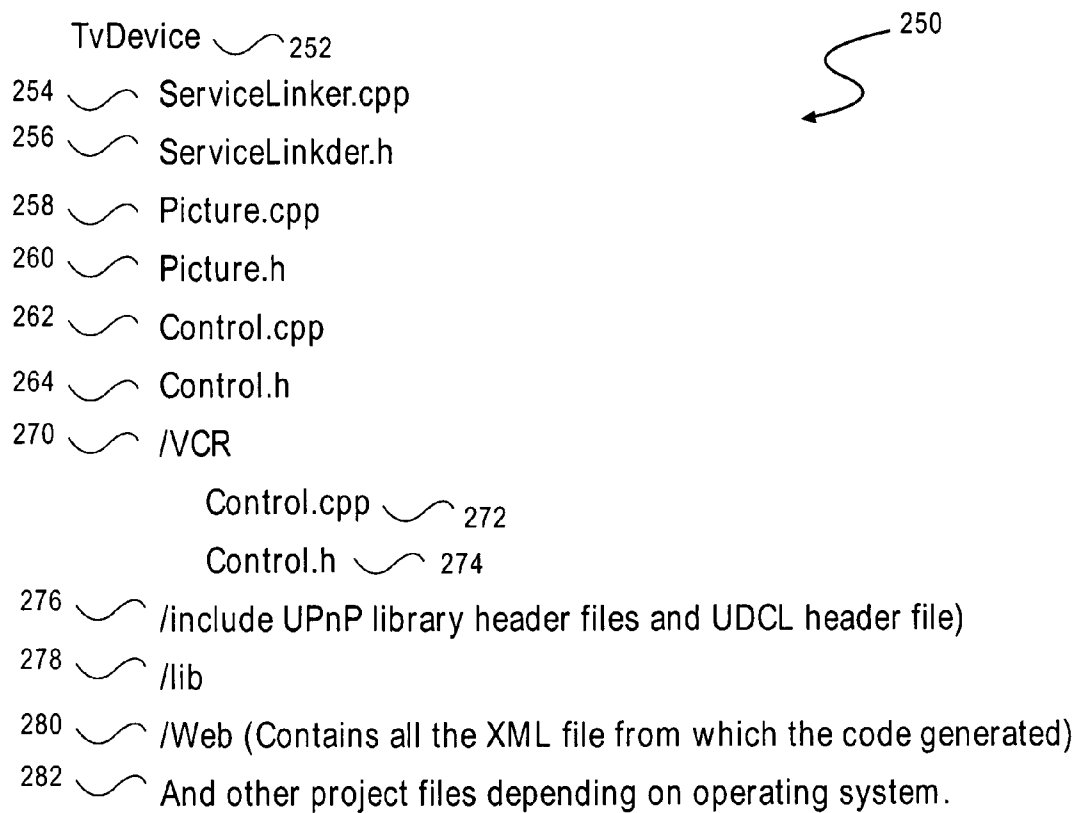 250
TvDevice 252
254 ServiceLinker.cpp
256 ServiceLinkder.h
258 Picture.cpp
260 Picture.h
262 Control.cpp
264 Control.h
270 /VCR
Control.cpp 272
Control.h 274
276 /include UPnP library header files and UDCL header file)
278 /lib
280 /Web (Contains all the XML file from which the code generated)
282 And other project files depending on operating system.